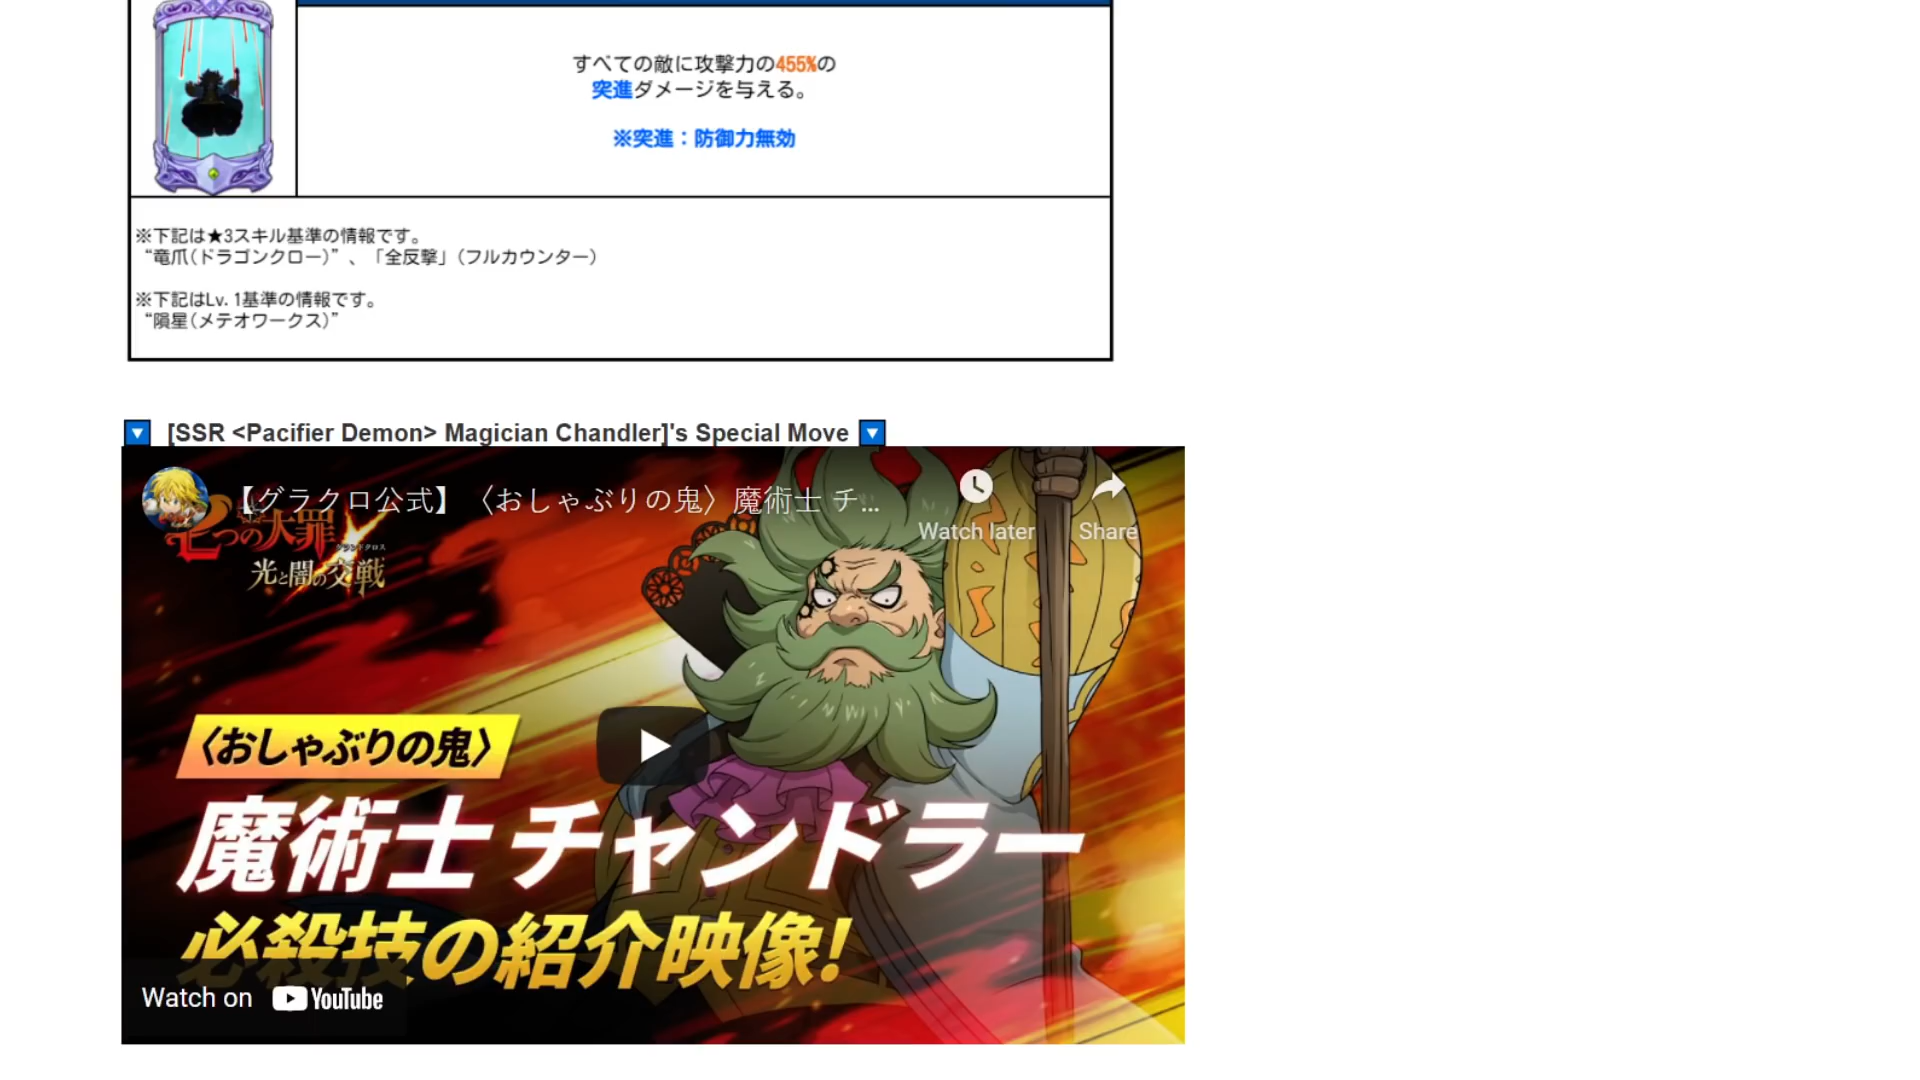 すべての敵に攻撃力の455%の
突進ダメージを与える。
※突進：防御力無効
※下記は★3スキル基準の情報です。
“竜爪(ドラゴンクロー)”、「全反撃」(フルカウンター)
※下記はLv. 1基準の情報です。
“隕星(メテオワークス)”
[SSR <Pacifier Demon> Magician Chandler]'s Special Move
【グラクロ公式】〈おしゃぶりの鬼〉魔術士 チ...
Watch later
Share
七つの大罪
グランドクロス
光と闇の交戦
〈おしゃぶりの鬼〉
魔術士 チャンドラー
必殺技の紹介映像!
Watch on YouTube